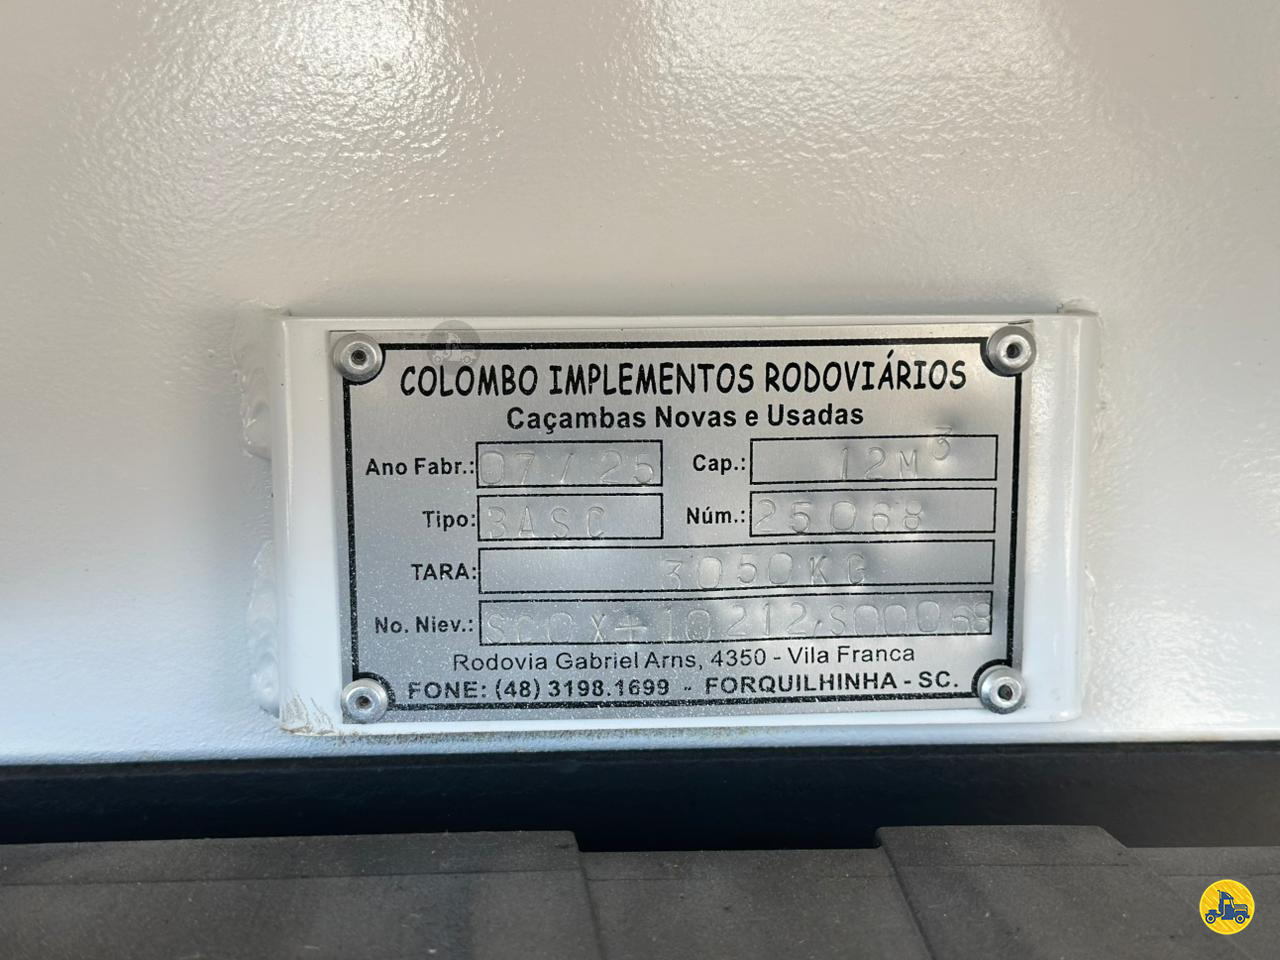 COLOMBO IMPLEMENTOS RODOVIÁRIOS
Caçambas Novas e Usadas
Ano Fabr.: 07/25 Cap.: 12M³
Tipo: BASC Núm.: 25068
TARA: 3050KG
No. Niev.:
Rodovia Gabriel Arns, 4350 - Vila Franca
FONE: (48) 3198.1699 - FORQUILHINHA - SC.